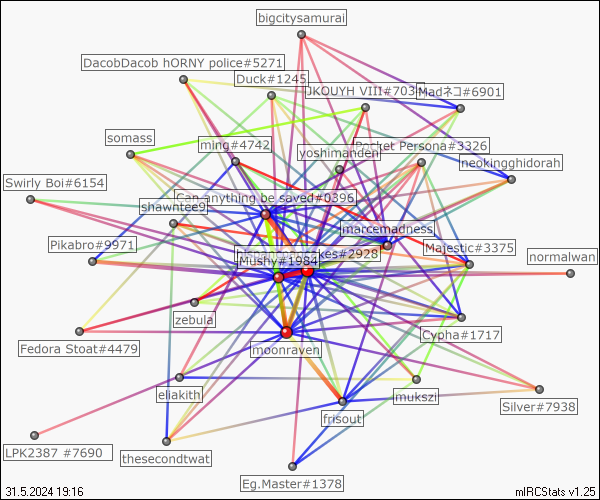 bigcitysamurai
DacobDacob hORNY police#5271
Duck#1245
JKOUYH VIII#703
Madネコ#6901
somass
ming#4742
yoshimanden
Pocket Persona#3326
neokingghidorah
Swirly Boi#6154
shawntee9
Can anything be saved#0396
marcemadness
Pikabro#9971
Mushy#1984
#2928
Majestic#3375
normalwan
zebula
Cypha#1717
Fedora Stoat#4479
moonraven
eliakith
mukszi
Silver#7938
frisout
LPK2387 #7690
thesecondtwat
Eg.Master#1378
31.5.2024 19:16
mIRCStats v1.25